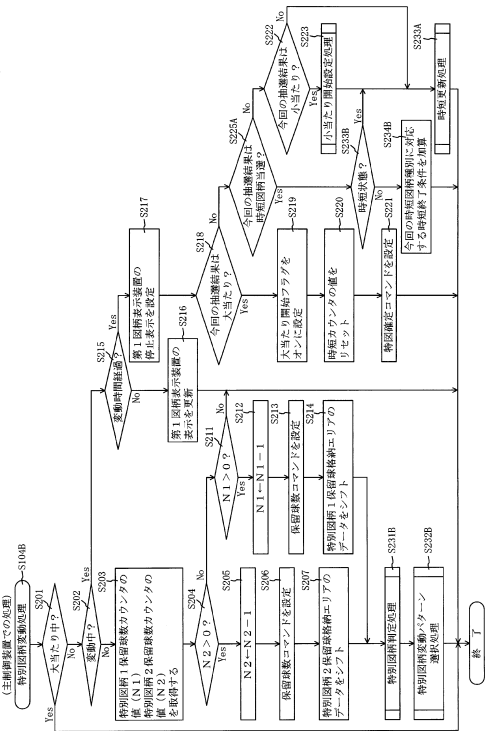 (主制御装置での処理)
特別図柄変動処理
S104B
大当たり中?
S201
Yes
No
変動中?
S202
Yes
No
特別図柄1保留球数カウンタの
値(N1)
特別図柄2保留球数カウンタの
値(N2)
を取得する
S203
N2>0?
S204
No
Yes
N2←N2-1
S205
保留球数コマンドを設定
S206
特別図柄2保留球格納エリアの
データをシフト
S207
N1>0?
S211
No
Yes
N1←N1-1
S212
保留球数コマンドを設定
S213
特別図柄1保留球格納エリアの
データをシフト
S214
特別図柄判定処理
S231B
特別図柄変動パターン
選択処理
S232B
終 了
変動時間経過?
S215
Yes
No
第1図柄表示装置の
表示を更新
S216
第1図柄表示装置の
停止表示を設定
S217
今回の抽選結果は
大当たり?
S218
No
Yes
大当たり開始フラグを
オンに設定
S219
時短カウンタの値を
リセット
S220
特図確定コマンドを設定
S221
今回の抽選結果は
時短図柄当選?
S225A
No
Yes
今回の抽選結果は
小当たり?
S222
No
Yes
小当たり開始設定処理
S223
時短状態?
S233B
Yes
No
今回の時短図柄種別に対応
する時短終了条件を加算
S234B
時短更新処理
S233A